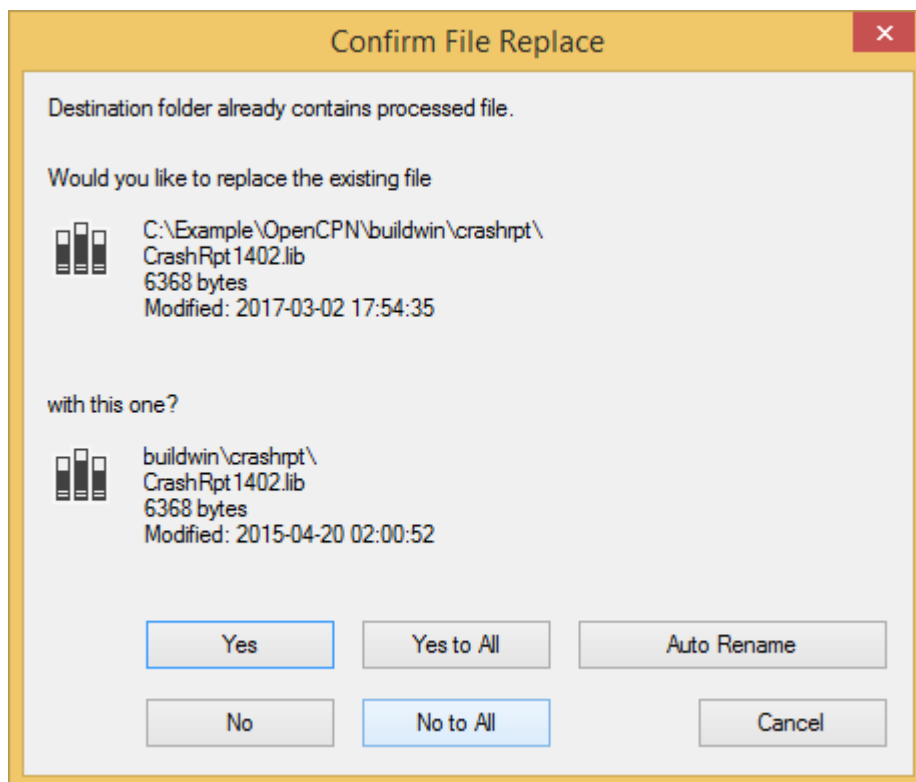 Confirm File Replace
Destination folder already contains processed file.
Would you like to replace the existing file
C:\Example\OpenCPN\buildwin\crashrpt\
CrashRpt1402.lib
6368 bytes
Modified: 2017-03-02 17:54:35
with this one?
buildwin\crashrpt\
CrashRpt1402.lib
6368 bytes
Modified: 2015-04-20 02:00:52
Yes
Yes to All
Auto Rename
No
No to All
Cancel